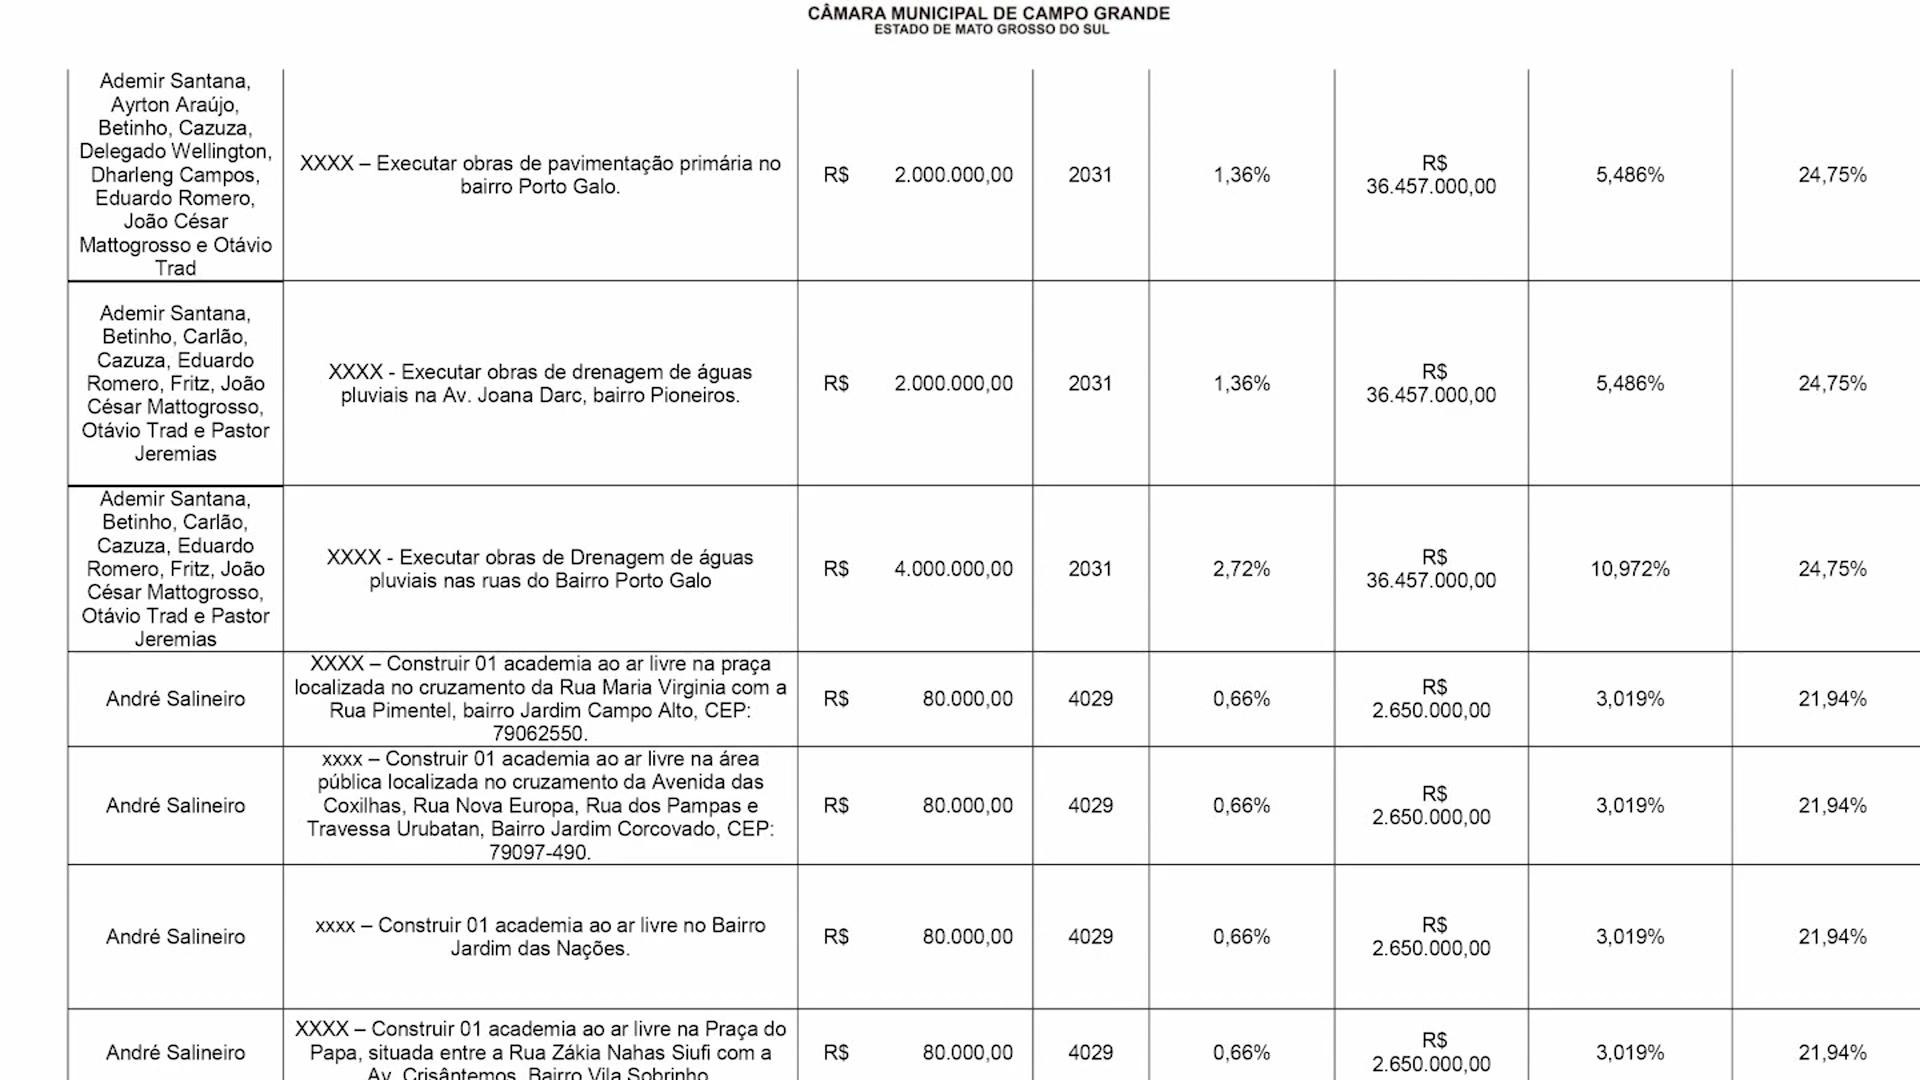 CÂMARA MUNICIPAL DE CAMPO GRANDE
ESTADO DE MATO GROSSO DO SUL
Ademir Santana,
Ayrton Araújo,
Betinho, Cazuza,
Delegado Wellington,
Dharleng Campos,
Eduardo Romero,
João César
Mattogrosso e Otávio
Trad
XXXX – Executar obras de pavimentação primária no
bairro Porto Galo.
R$ 2.000.000,00
2031
1,36%
R$
36.457.000,00
5,486%
24,75%
Ademir Santana,
Betinho, Carlão,
Cazuza, Eduardo
Romero, Fritz, João
César Mattogrosso,
Otávio Trad e Pastor
Jeremias
XXXX - Executar obras de drenagem de águas
pluviais na Av. Joana Darc, bairro Pioneiros.
R$ 2.000.000,00
2031
1,36%
R$
36.457.000,00
5,486%
24,75%
Ademir Santana,
Betinho, Carlão,
Cazuza, Eduardo
Romero, Fritz, João
César Mattogrosso,
Otávio Trad e Pastor
Jeremias
XXXX - Executar obras de Drenagem de águas
pluviais nas ruas do Bairro Porto Galo
R$ 4.000.000,00
2031
2,72%
R$
36.457.000,00
10,972%
24,75%
André Salineiro
XXXX – Construir 01 academia ao ar livre na praça
localizada no cruzamento da Rua Maria Virginia com a
Rua Pimentel, bairro Jardim Campo Alto, CEP:
79062550.
R$ 80.000,00
4029
0,66%
R$
2.650.000,00
3,019%
21,94%
André Salineiro
xxxx – Construir 01 academia ao ar livre na área
pública localizada no cruzamento da Avenida das
Coxilhas, Rua Nova Europa, Rua dos Pampas e
Travessa Urubatan, Bairro Jardim Corcovado, CEP:
79097-490.
R$ 80.000,00
4029
0,66%
R$
2.650.000,00
3,019%
21,94%
André Salineiro
xxxx – Construir 01 academia ao ar livre no Bairro
Jardim das Nações.
R$ 80.000,00
4029
0,66%
R$
2.650.000,00
3,019%
21,94%
André Salineiro
XXXX – Construir 01 academia ao ar livre na Praça do
Papa, situada entre a Rua Zákia Nahas Siufi com a
Av. Crisântemos, Bairro Vila Sobrinho
R$ 80.000,00
4029
0,66%
R$
2.650.000,00
3,019%
21,94%